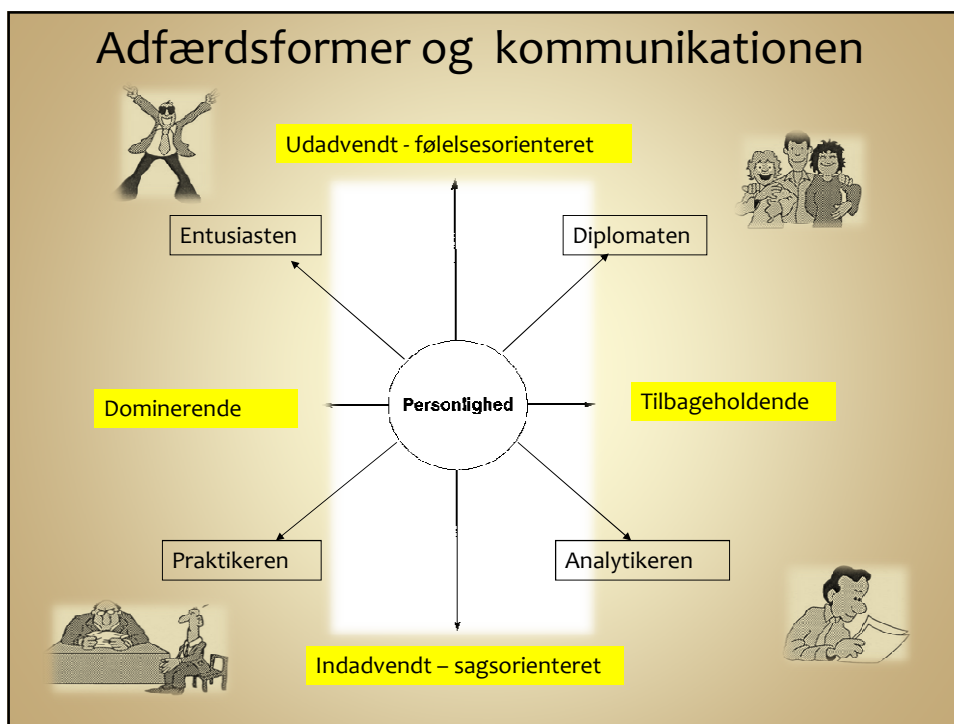 Adfærdsformer og kommunikationen
Udadvendt - følelsesorienteret
Entusiasten
Diplomaten
Dominerende
Personlighed
Tilbageholdende
Praktikeren
Analytikeren
Indadvendt – sagsorienteret